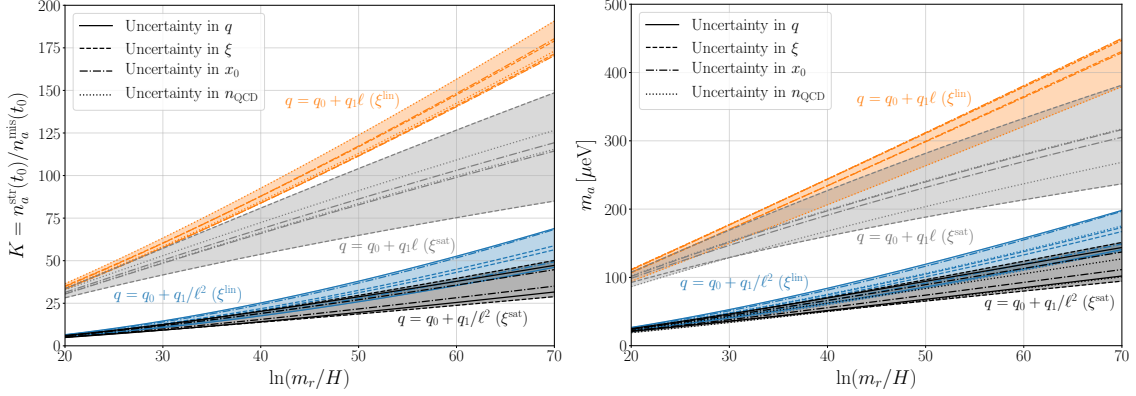 200
175
150
125
100
75
50
25
0
K = n_a^str(t_0)/n_a^mis(t_0)
Uncertainty in q
Uncertainty in ξ
Uncertainty in x_0
Uncertainty in n_QCD
q = q_0 + q_1ℓ (ξ^lin)
q = q_0 + q_1ℓ (ξ^sat)
q = q_0 + q_1/ℓ^2 (ξ^lin)
q = q_0 + q_1/ℓ^2 (ξ^sat)
20 30 40 50 60 70
ln(m_r/H)
500
400
300
200
100
0
m_a [μeV]
Uncertainty in q
Uncertainty in ξ
Uncertainty in x_0
Uncertainty in n_QCD
q = q_0 + q_1ℓ (ξ^lin)
q = q_0 + q_1ℓ (ξ^sat)
q = q_0 + q_1/ℓ^2 (ξ^lin)
q = q_0 + q_1/ℓ^2 (ξ^sat)
20 30 40 50 60 70
ln(m_r/H)